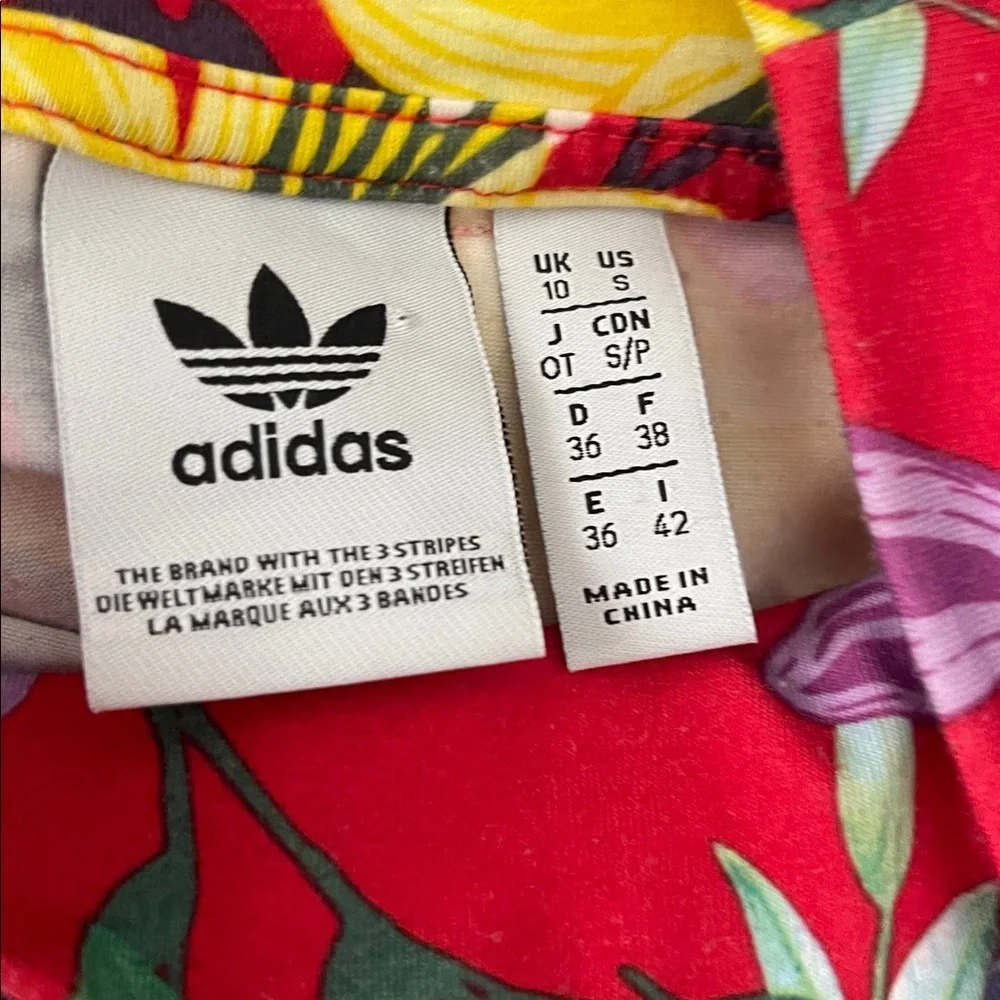 adidas
THE BRAND WITH THE 3 STRIPES
DIE WELTMARKE MIT DEN 3 STREIFEN
LA MARQUE AUX 3 BANDES
UK US
10 S
J CDN
OT S/P
D F
36 38
E I
36 42
MADE IN
CHINA